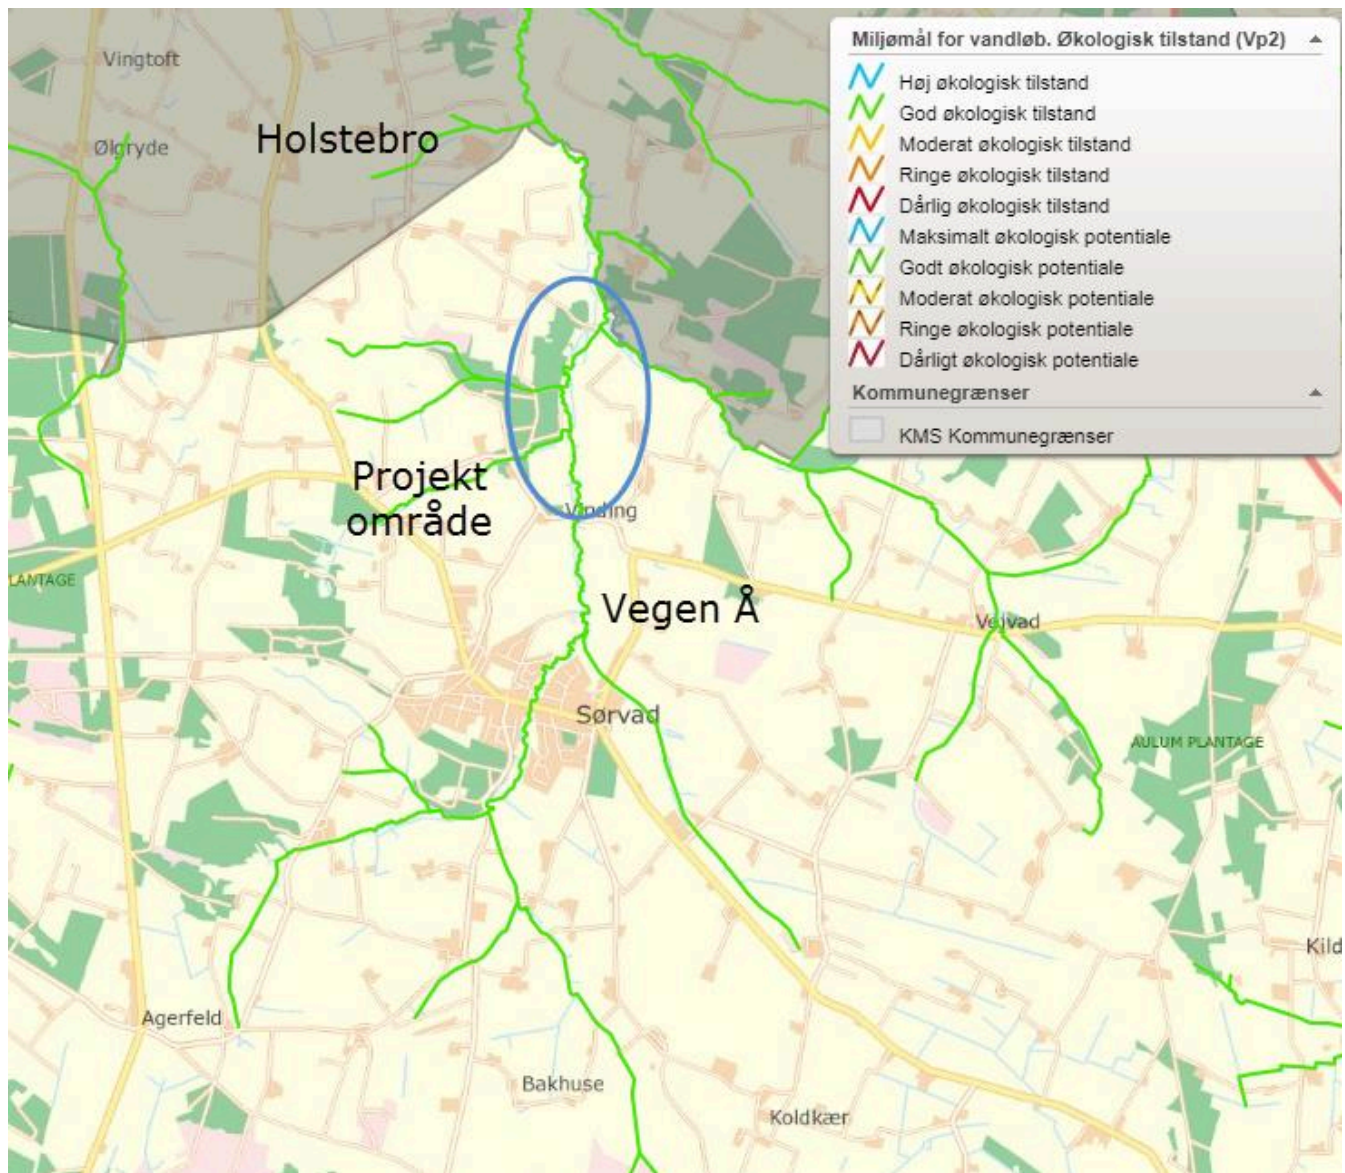 Vingtoft
Ølgryde
Holstebro
Miljømål for vandløb. Økologisk tilstand (Vp2)
Høj økologisk tilstand
God økologisk tilstand
Moderat økologisk tilstand
Ringe økologisk tilstand
Dårlig økologisk tilstand
Maksimalt økologisk potentiale
Godt økologisk potentiale
Moderat økologisk potentiale
Ringe økologisk potentiale
Dårligt økologisk potentiale
Kommunegrænser
KMS Kommunegrænser
Projekt
område
Vinding
LANTAGE
Vegen Å
Vejvad
Sørvad
AULUM PLANTAGE
Kild
Agerfeld
Bakhuse
Koldkær